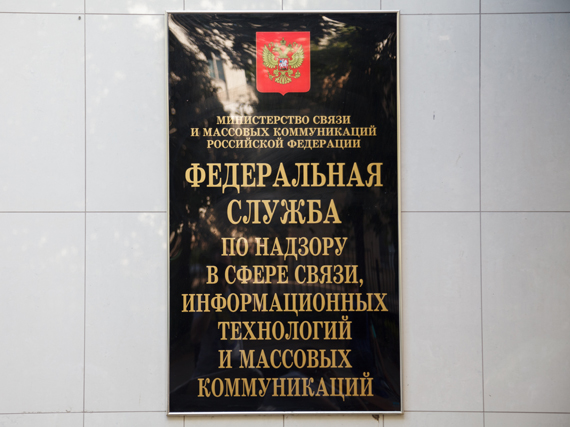 МИНИСТЕРСТВО СВЯЗИ
И МАССОВЫХ КОММУНИКАЦИЙ
РОССИЙСКОЙ ФЕДЕРАЦИИ
ФЕДЕРАЛЬНАЯ
СЛУЖБА
ПО НАДЗОРУ
В СФЕРЕ СВЯЗИ,
ИНФОРМАЦИОННЫХ
ТЕХНОЛОГИЙ
И МАССОВЫХ
КОММУНИКАЦИЙ